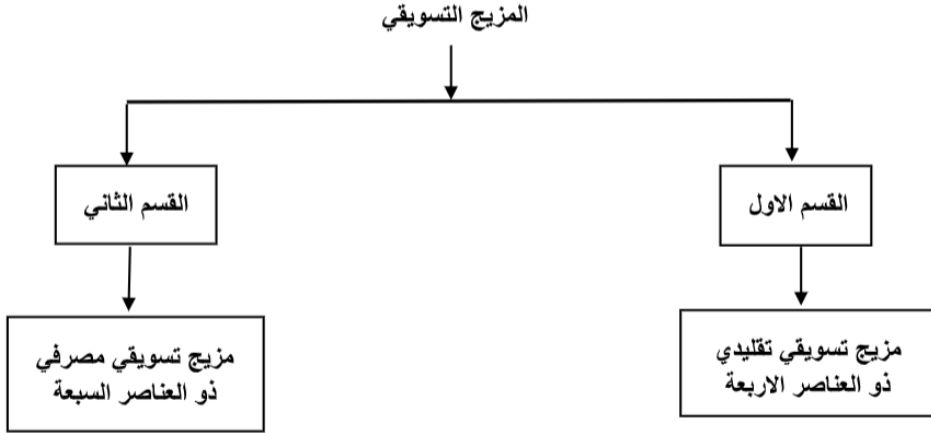 المزيج التسويقي
القسم الاول
القسم الثاني
مزيج تسويقي تقليدي
ذو العناصر الاربعة
مزيج تسويقي مصرفي
ذو العناصر السبعة